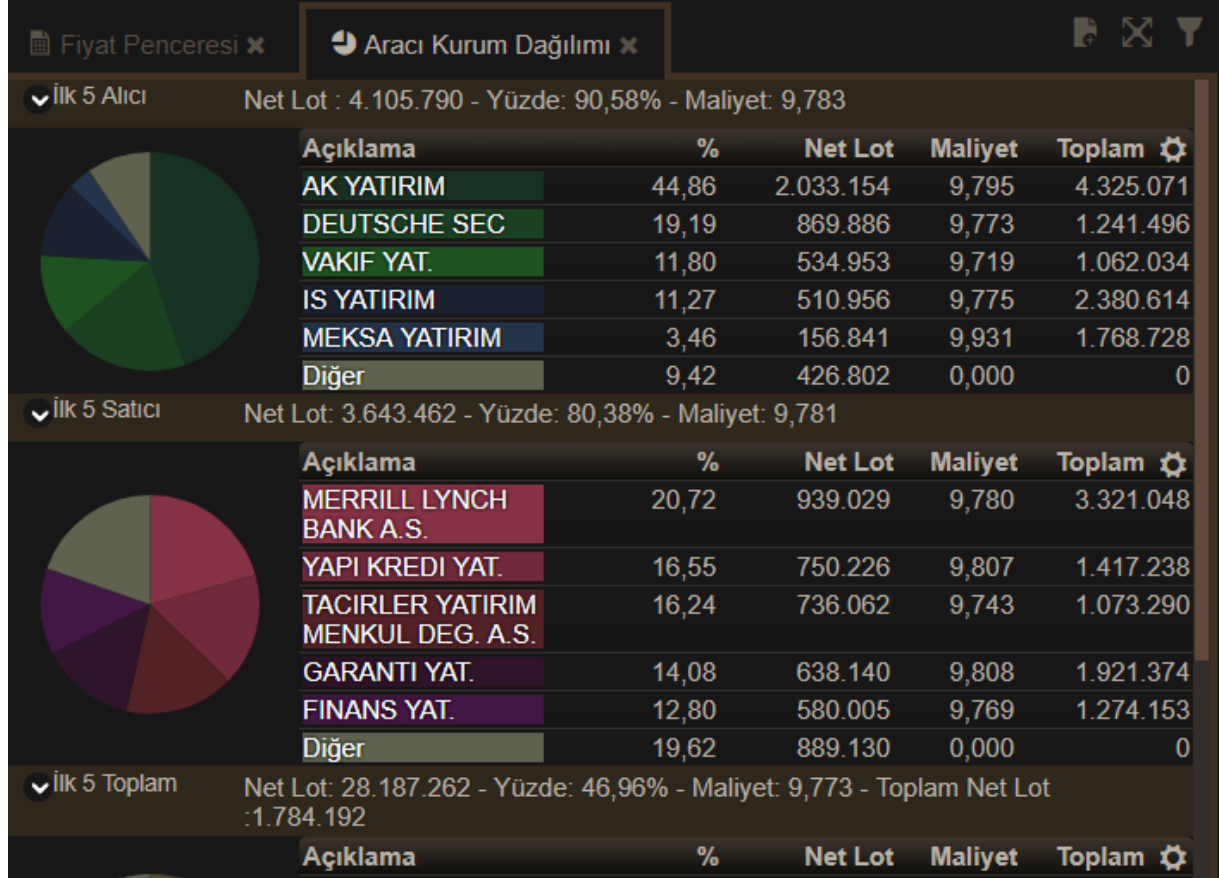 Fiyat Penceresi ✖ Aracı Kurum Dağılımı ✖
İlk 5 Alıcı Net Lot : 4.105.790 - Yüzde: 90,58% - Maliyet: 9,783
Açıklama % Net Lot Maliyet Toplam
AK YATIRIM 44,86 2.033.154 9,795 4.325.071
DEUTSCHE SEC 19,19 869.886 9,773 1.241.496
VAKIF YAT. 11,80 534.953 9,719 1.062.034
IS YATIRIM 11,27 510.956 9,775 2.380.614
MEKSA YATIRIM 3,46 156.841 9,931 1.768.728
Diğer 9,42 426.802 0,000 0
İlk 5 Satıcı Net Lot: 3.643.462 - Yüzde: 80,38% - Maliyet: 9,781
Açıklama % Net Lot Maliyet Toplam
MERRILL LYNCH 20,72 939.029 9,780 3.321.048
BANK A.S.
YAPI KREDI YAT. 16,55 750.226 9,807 1.417.238
TACIRLER YATIRIM 16,24 736.062 9,743 1.073.290
MENKUL DEG. A.S.
GARANTI YAT. 14,08 638.140 9,808 1.921.374
FINANS YAT. 12,80 580.005 9,769 1.274.153
Diğer 19,62 889.130 0,000 0
İlk 5 Toplam Net Lot: 28.187.262 - Yüzde: 46,96% - Maliyet: 9,773 - Toplam Net Lot
:1.784.192
Açıklama % Net Lot Maliyet Toplam